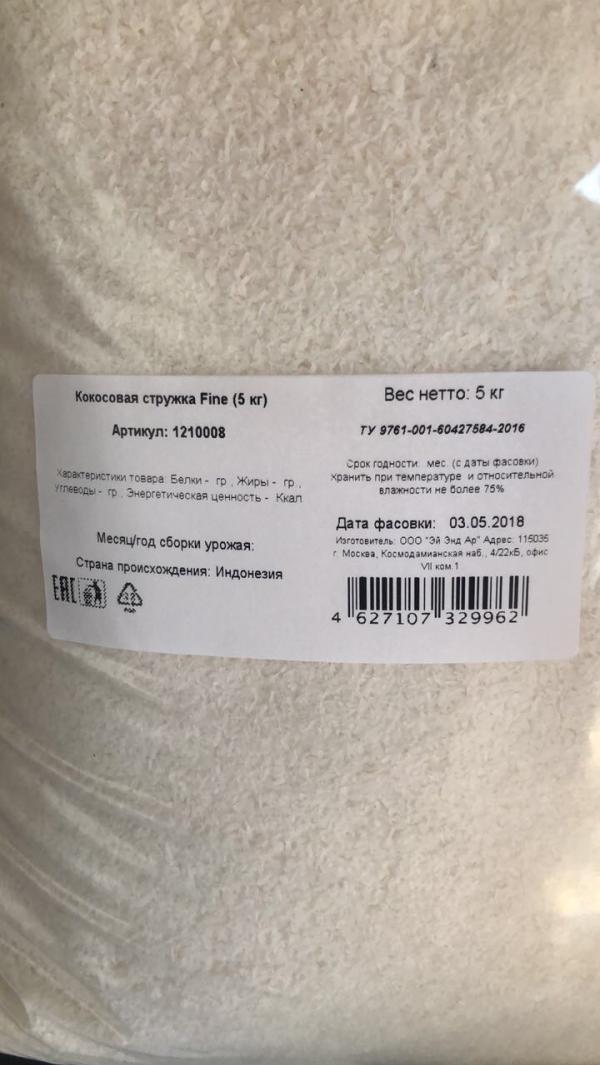 Кокосовая стружка Fine (5 кг)
Артикул: 1210008
Характеристики товара: Белки - гр., Жиры - гр.,
Углеводы - гр., Энергетическая ценность - Ккал
Месяц/год сборки урожая:
Страна происхождения: Индонезия
EAC
Вес нетто: 5 кг
ТУ 9761-001-60427584-2016
Срок годности: мес. (с даты фасовки)
Хранить при температуре и относительной
влажности не более 75%
Дата фасовки: 03.05.2018
Изготовитель: ООО "Эй Энд Ар" Адрес: 115035
г. Москва, Космодамианская наб., 4/22кБ, офис
VII ком.1
4 627107 329962